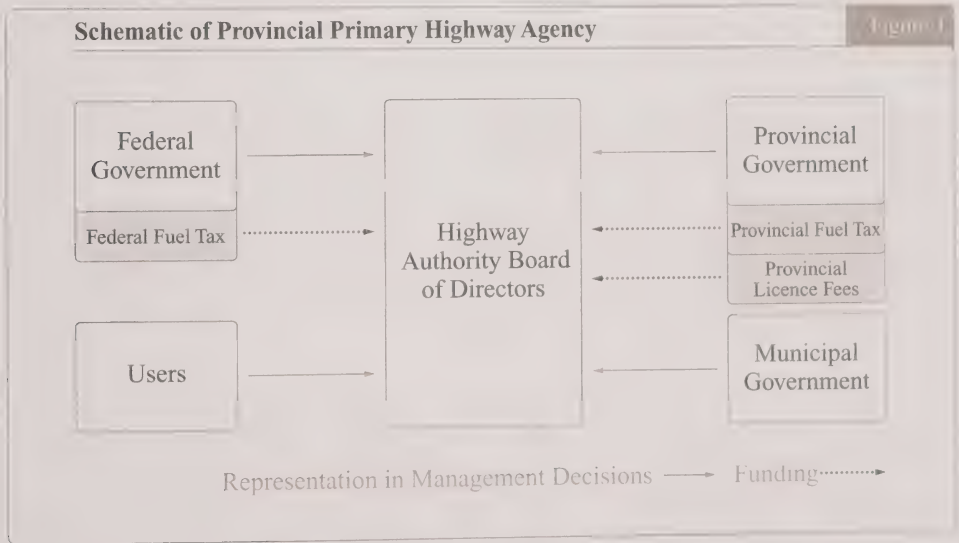 Schematic of Provincial Primary Highway Agency
Figure 1
Federal
Government
Federal Fuel Tax
Users
Highway
Authority Board
of Directors
Provincial
Government
Provincial Fuel Tax
Provincial
Licence Fees
Municipal
Government
Representation in Management Decisions
Funding